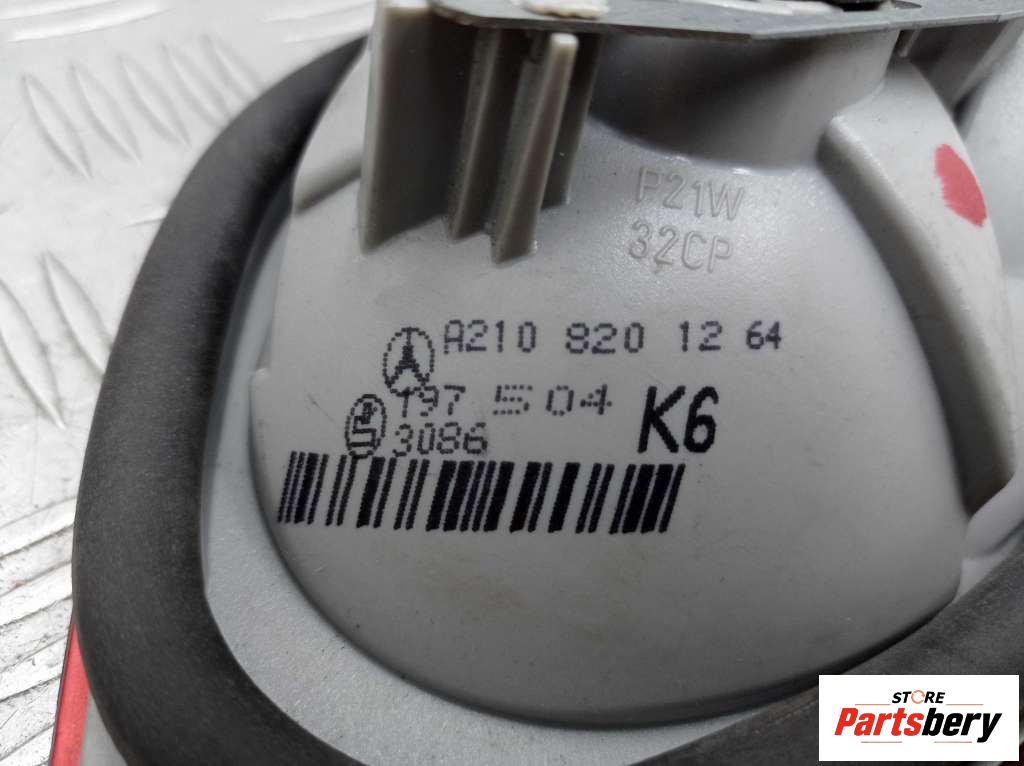 P21W
32CP
A210 820 12 64
197 504 K6
3086
STORE
Partsbery